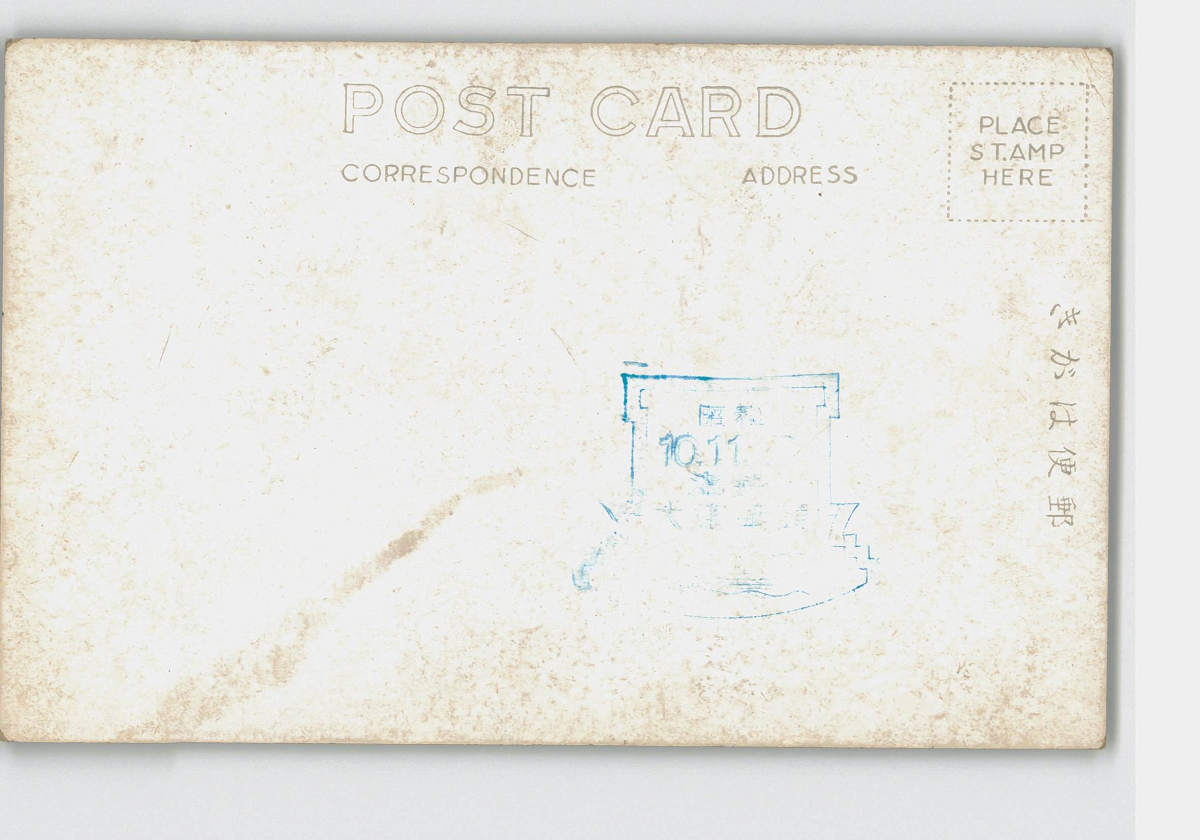 POST CARD
CORRESPONDENCE
ADDRESS
PLACE
STAMP
HERE
きがは便郵
昭和
10.11.